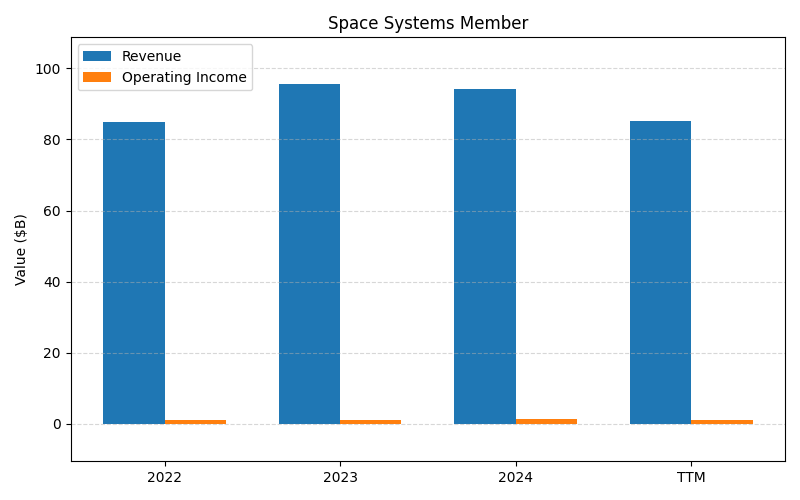 Space Systems Member
Revenue
Operating Income
Value ($B)
100
80
60
40
20
0
2022
2023
2024
TTM